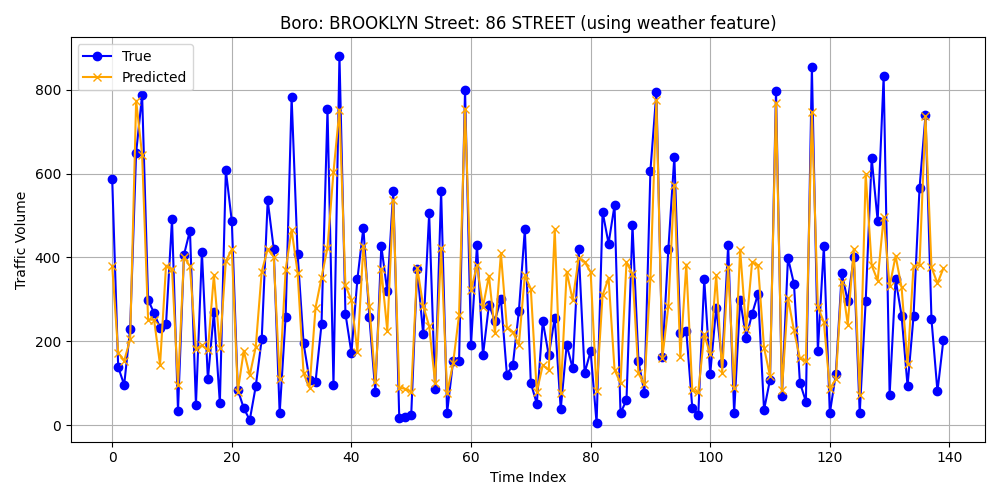 Boro: BROOKLYN Street: 86 STREET (using weather feature)
True
Predicted
Traffic Volume
800
600
400
200
0
0 20 40 60 80 100 120 140
Time Index